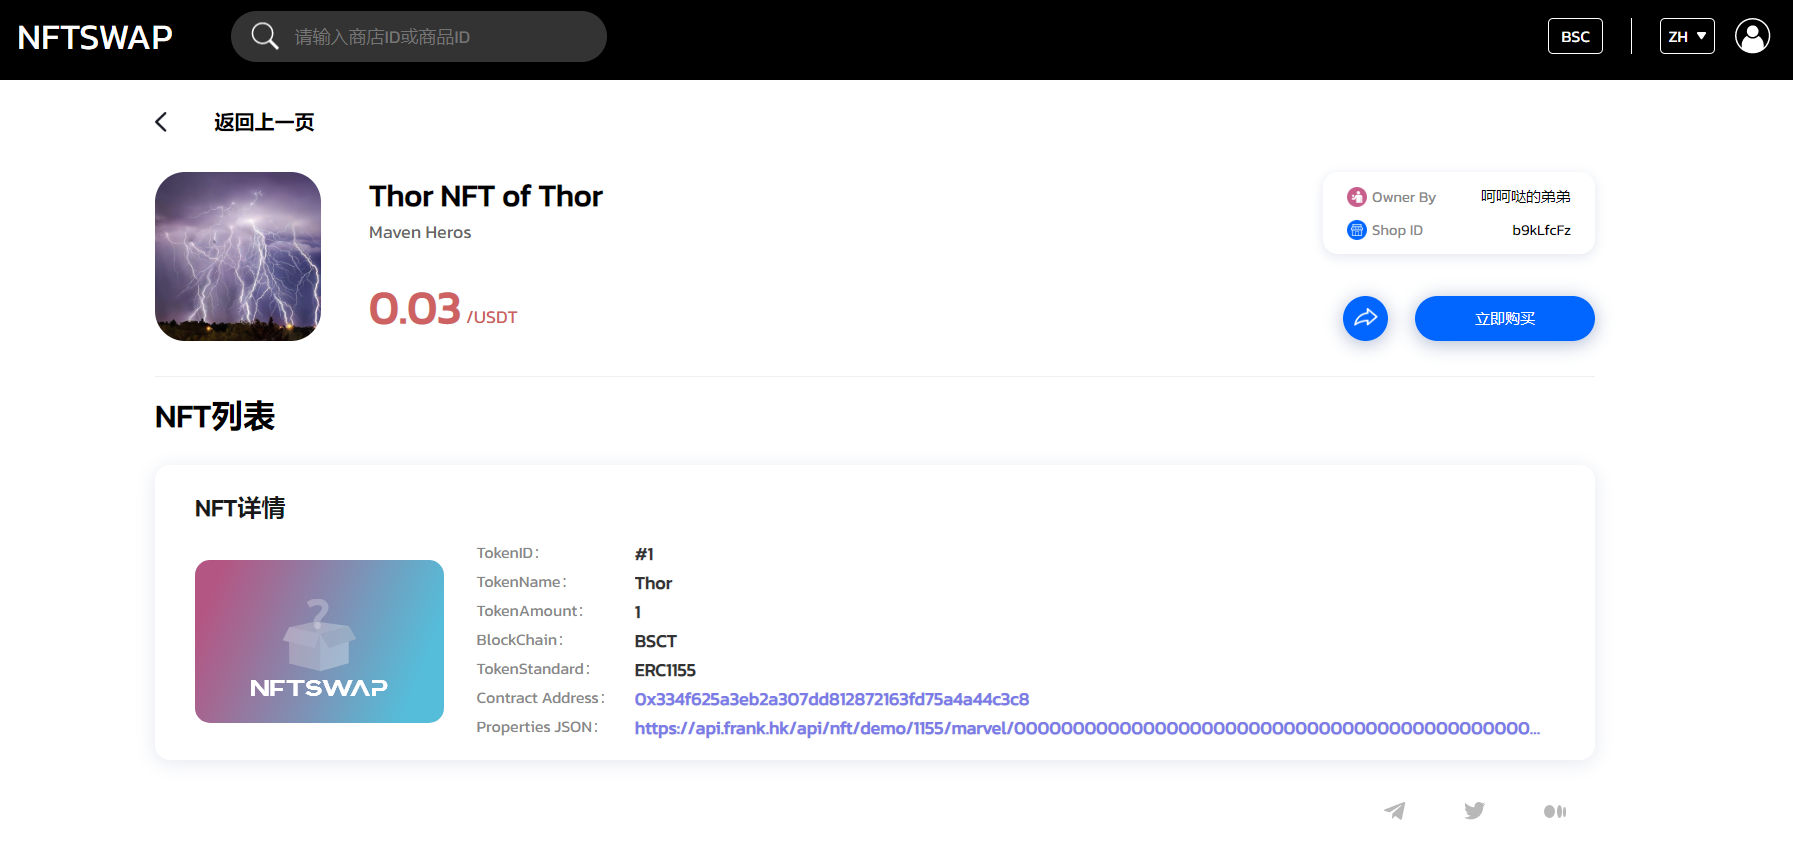 NFTSWAP
请输入商店ID或商品ID
BSC
ZH
返回上一页
Thor NFT of Thor
Maven Heros
0.03 /USDT
Owner By 呵呵哒的弟弟
Shop ID b9kLfcFz
立即购买
NFT列表
NFT详情
?
NFTSWAP
TokenID: #1
TokenName: Thor
TokenAmount: 1
BlockChain: BSCT
TokenStandard: ERC1155
Contract Address: 0x334f625a3eb2a307dd812872163fd75a4a44c3c8
Properties JSON: https://api.frank.hk/api/nft/demo/1155/marvel/00000000000000000000000000000000000000000000...